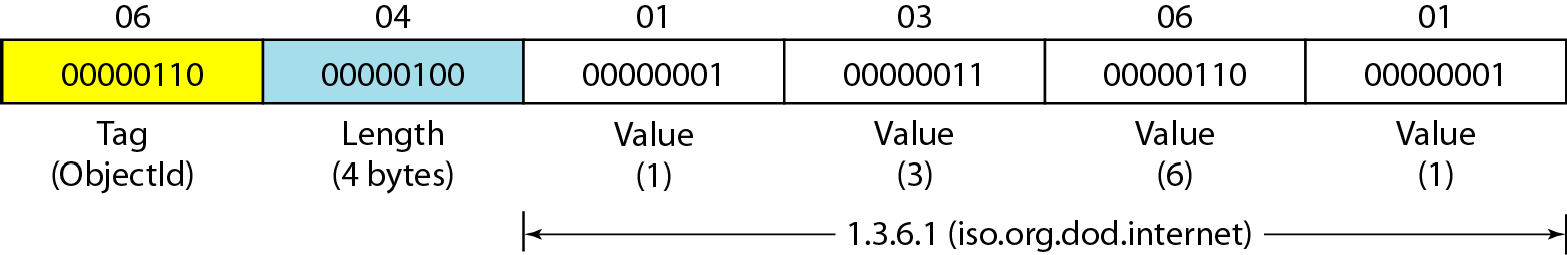 06 04 01 03 06 01
00000110 00000100 00000001 00000011 00000110 00000001
Tag Length Value Value Value Value
(ObjectId) (4 bytes) (1) (3) (6) (1)
1.3.6.1 (iso.org.dod.internet)